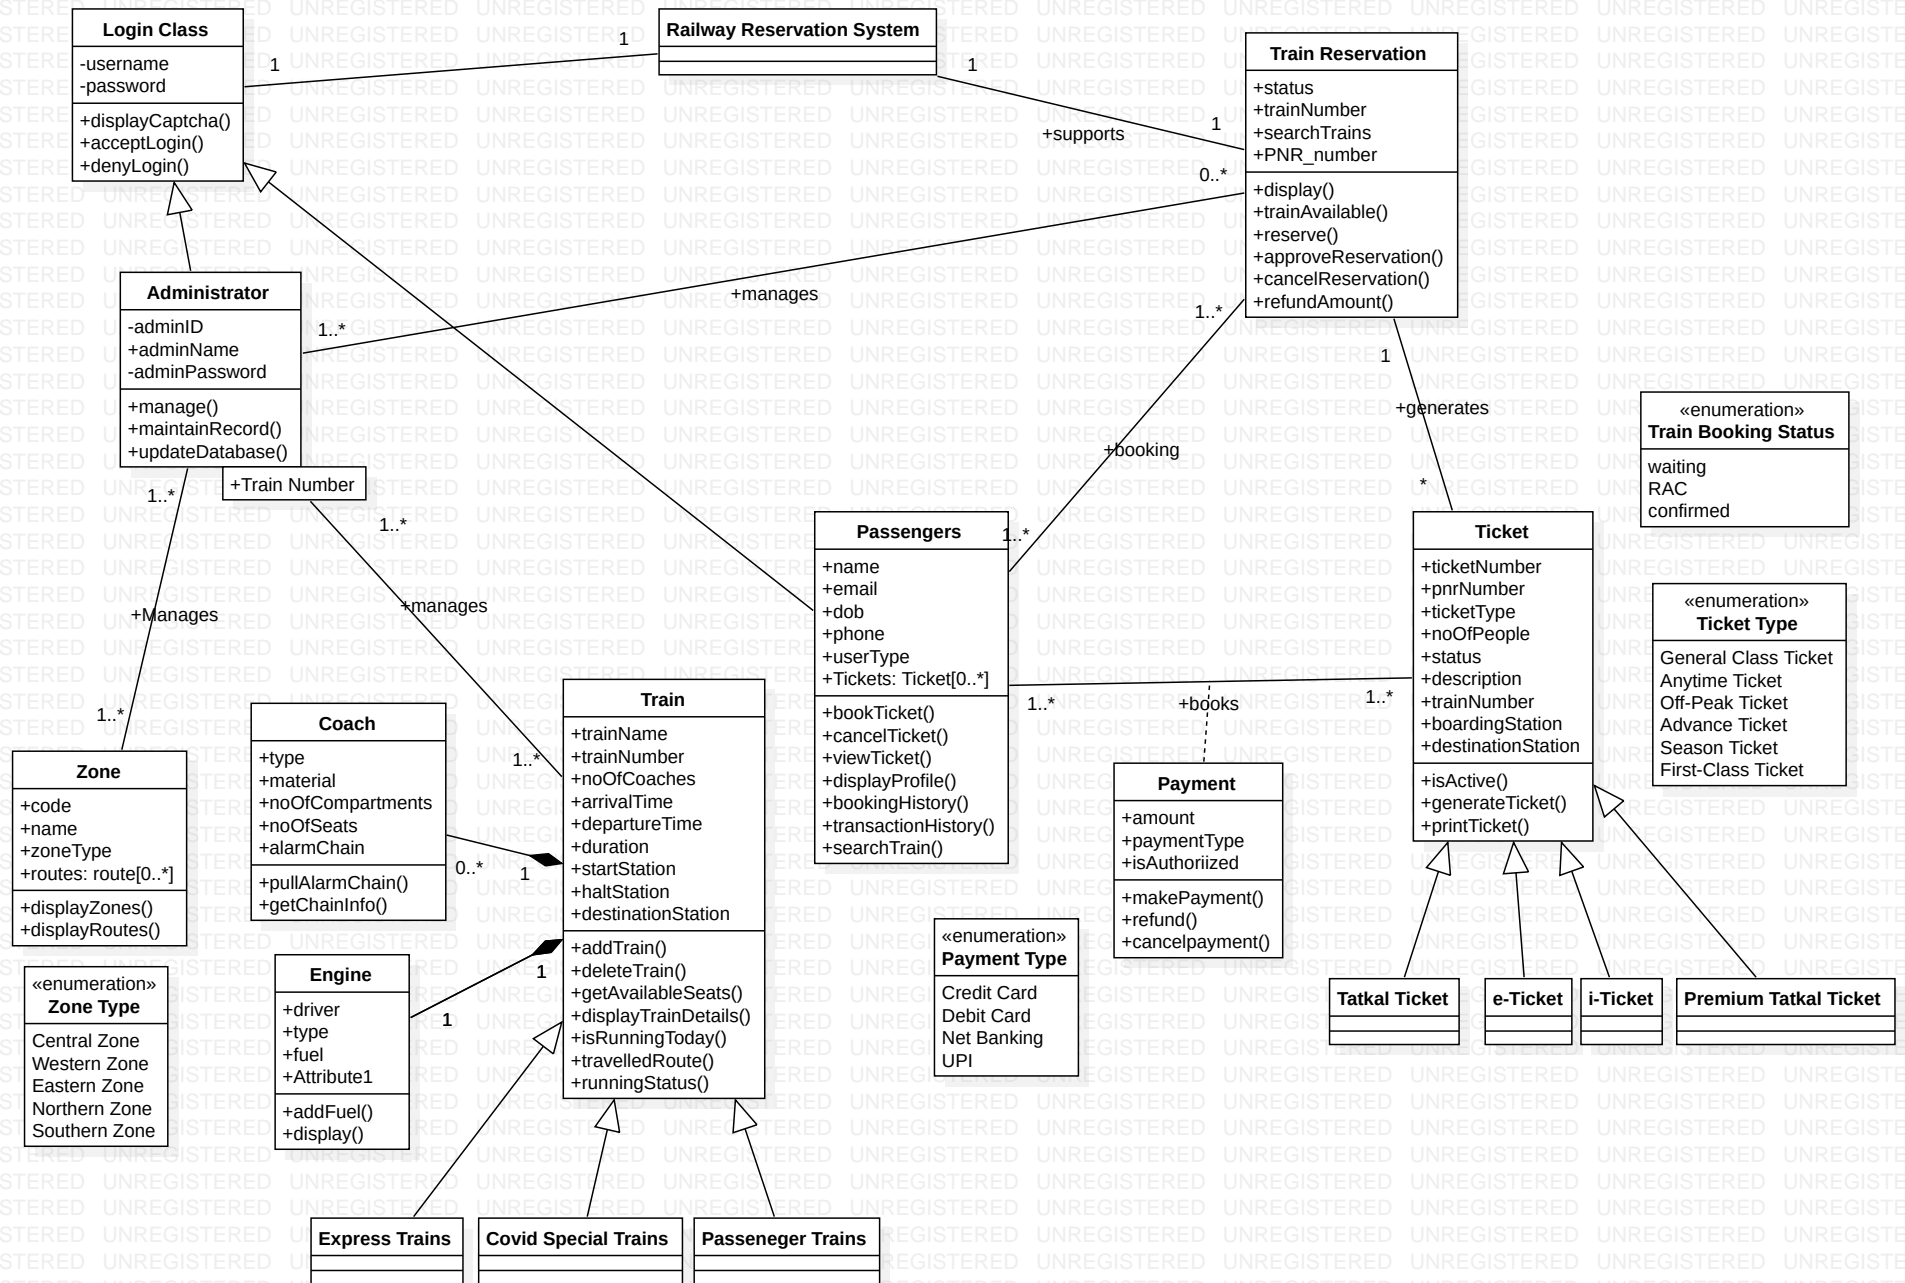 Login Class
-username
-password
+displayCaptcha()
+acceptLogin()
+denyLogin()
1
1
Railway Reservation System
1
+supports
1
Train Reservation
+status
+trainNumber
+searchTrains
+PNR_number
+display()
+trainAvailable()
+reserve()
+approveReservation()
+cancelReservation()
+refundAmount()
0..*
+manages
1..*
Administrator
-adminID
+adminName
-adminPassword
+manage()
+maintainRecord()
+updateDatabase()
+Train Number
1..*
+Manages
1..*
1..*
+manages
1..*
1..*
+booking
1..*
1
+generates
*
«enumeration»
Train Booking Status
waiting
RAC
confirmed
Passengers
+name
+email
+dob
+phone
+userType
+Tickets: Ticket[0..*]
+bookTicket()
+cancelTicket()
+viewTicket()
+displayProfile()
+bookingHistory()
+transactionHistory()
+searchTrain()
1..*
+books
1..*
Ticket
+ticketNumber
+pnrNumber
+ticketType
+noOfPeople
+status
+description
+trainNumber
+boardingStation
+destinationStation
+isActive()
+generateTicket()
+printTicket()
«enumeration»
Ticket Type
General Class Ticket
Anytime Ticket
Off-Peak Ticket
Advance Ticket
Season Ticket
First-Class Ticket
Zone
+code
+name
+zoneType
+routes: route[0..*]
+displayZones()
+displayRoutes()
Coach
+type
+material
+noOfCompartments
+noOfSeats
+alarmChain
+pullAlarmChain()
+getChainInfo()
0..*
1
Train
+trainName
+trainNumber
+noOfCoaches
+arrivalTime
+departureTime
+duration
+startStation
+haltStation
+destinationStation
+addTrain()
+deleteTrain()
+getAvailableSeats()
+displayTrainDetails()
+isRunningToday()
+travelledRoute()
+runningStatus()
Payment
+amount
+paymentType
+isAuthoriized
+makePayment()
+refund()
+cancelpayment()
«enumeration»
Zone Type
Central Zone
Western Zone
Eastern Zone
Northern Zone
Southern Zone
Engine
+driver
+type
+fuel
+Attribute1
+addFuel()
+display()
1
1
«enumeration»
Payment Type
Credit Card
Debit Card
Net Banking
UPI
Tatkal Ticket
e-Ticket
i-Ticket
Premium Tatkal Ticket
Express Trains
Covid Special Trains
Passeneger Trains
UNREGISTERED